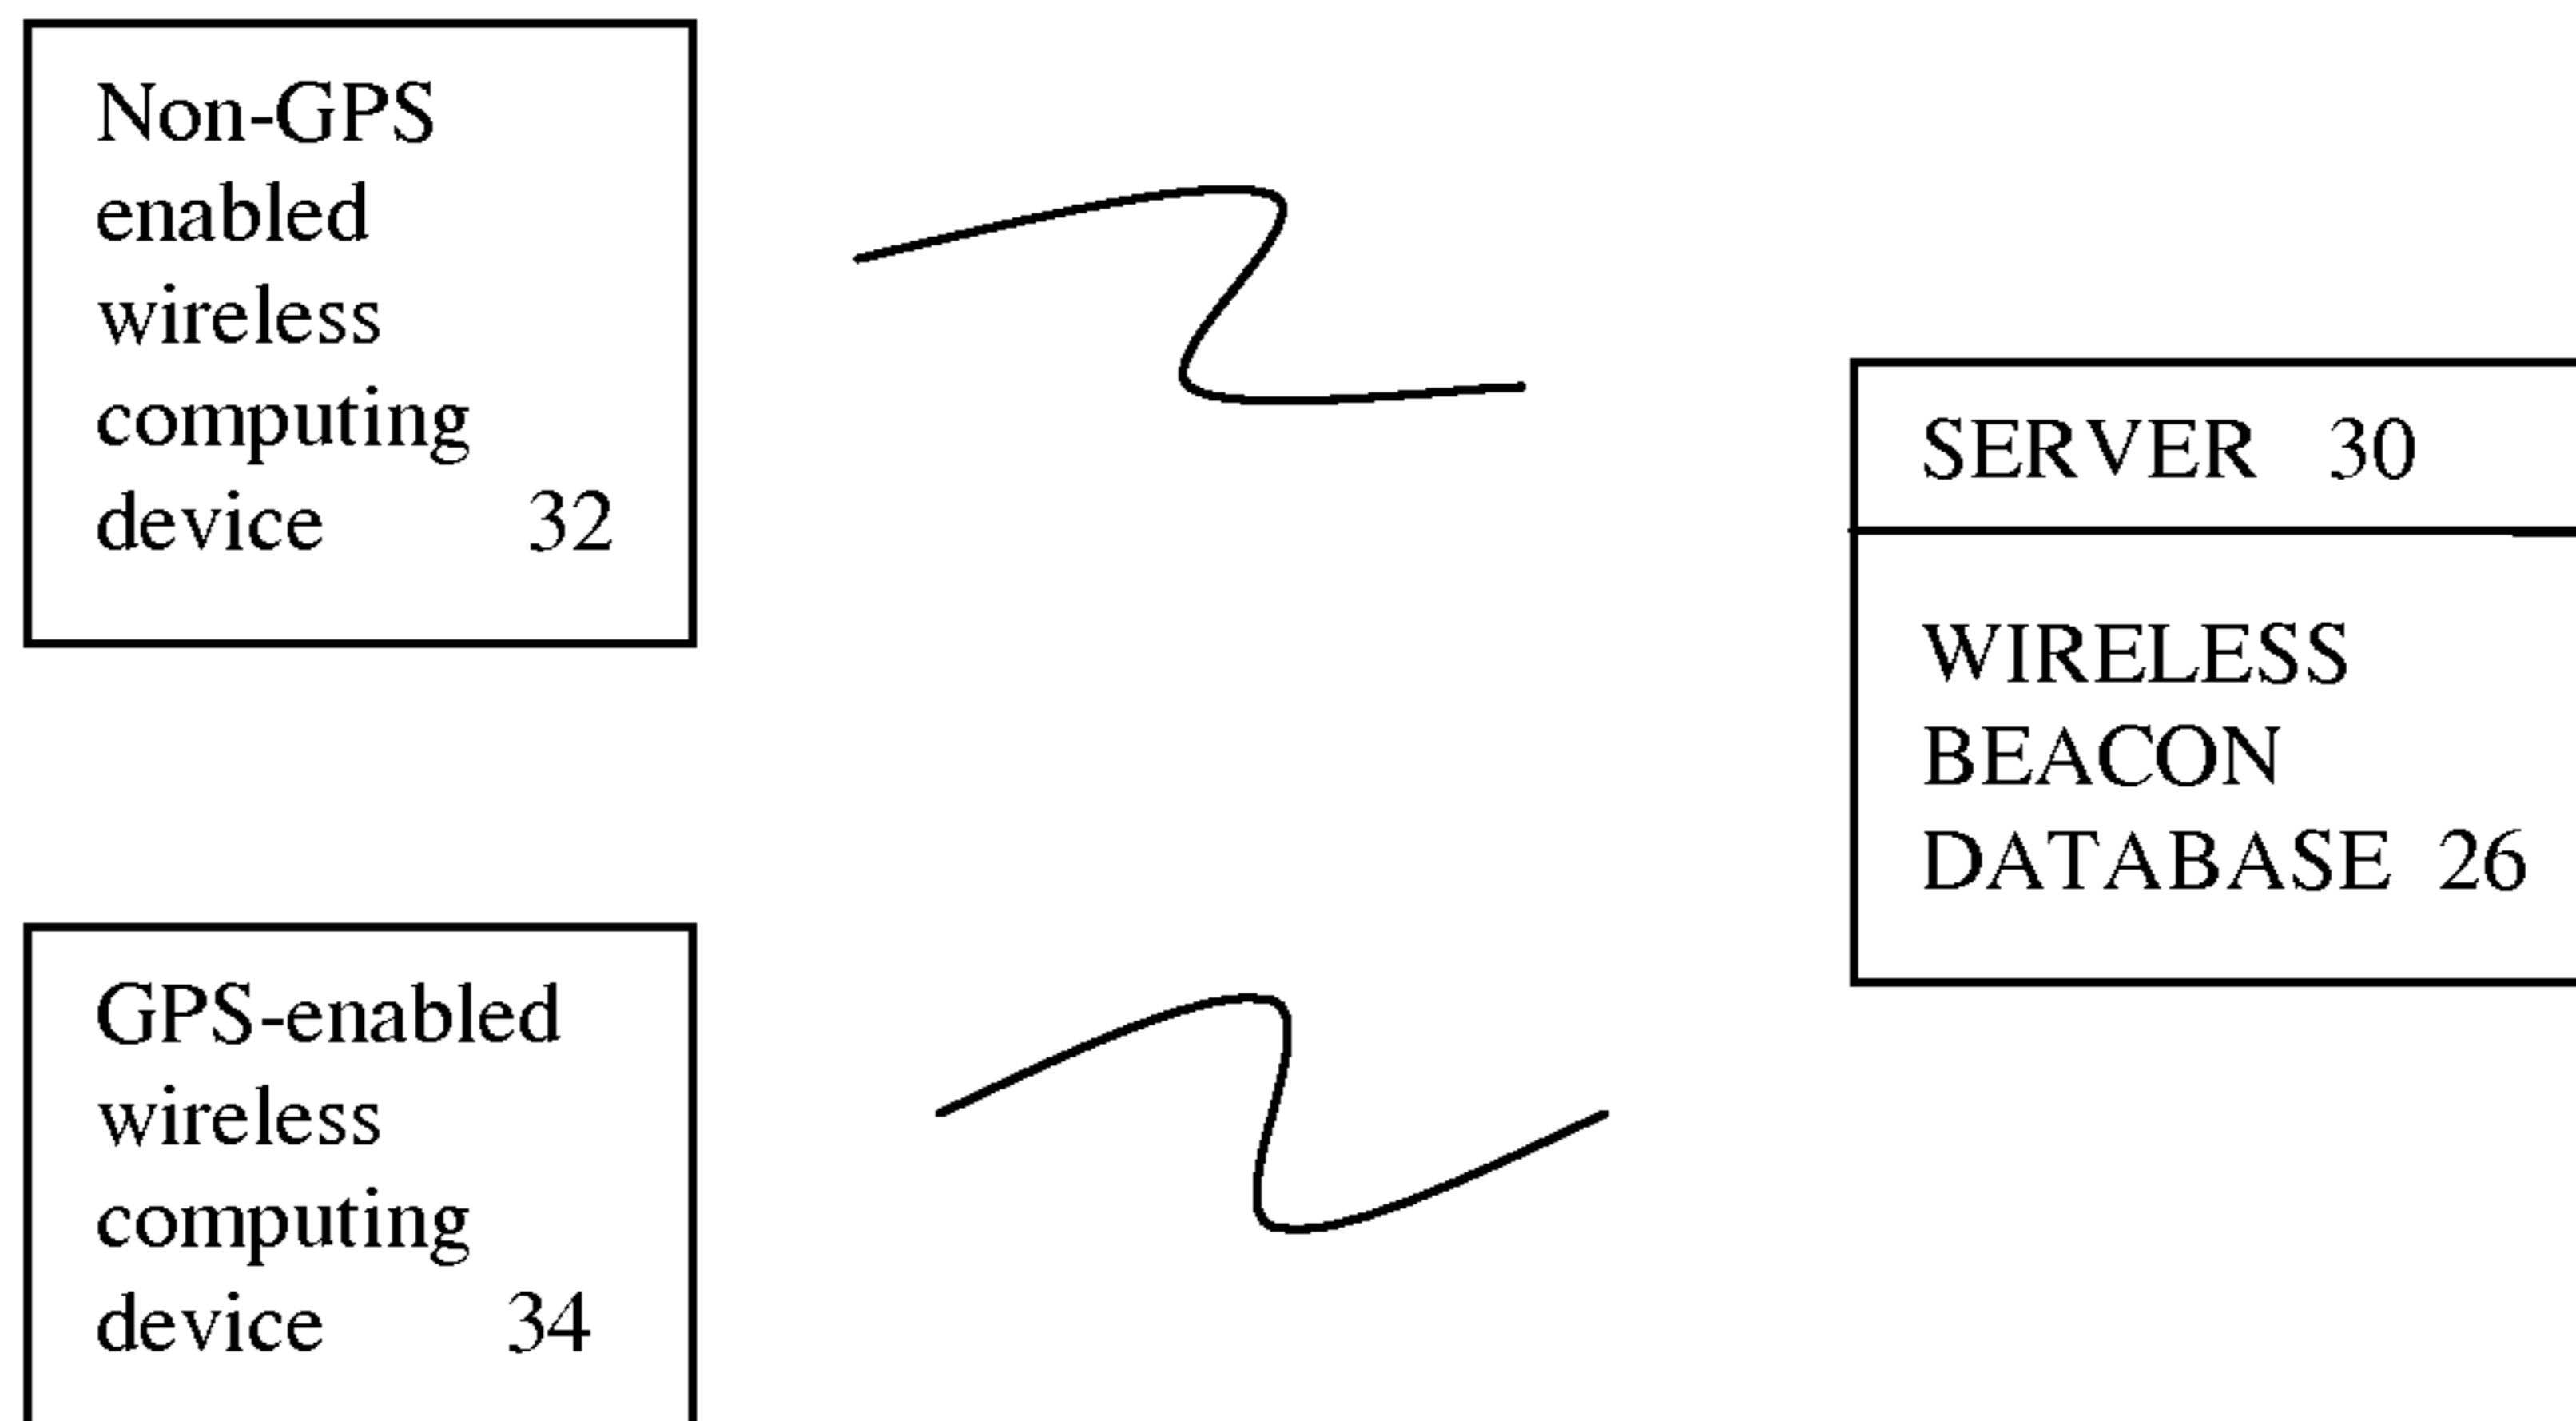 Non-GPS
enabled
wireless
computing
device 32
SERVER 30
WIRELESS
BEACON
DATABASE 26
GPS-enabled
wireless
computing
device 34